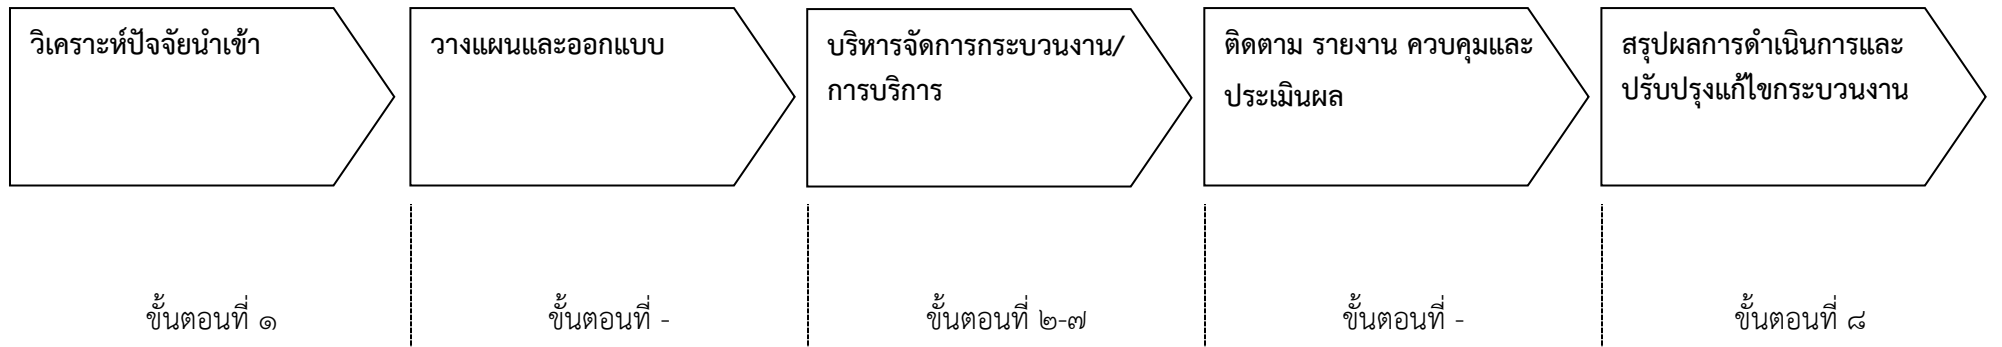 วิเคราะห์ปัจจัยนำเข้า
วางแผนและออกแบบ
บริหารจัดการกระบวนงาน/
การบริการ
ติดตาม รายงาน ควบคุมและ
ประเมินผล
สรุปผลการดำเนินการและ
ปรับปรุงแก้ไขกระบวนงาน
ขั้นตอนที่ ๑
ขั้นตอนที่ -
ขั้นตอนที่ ๒-๗
ขั้นตอนที่ -
ขั้นตอนที่ ๘